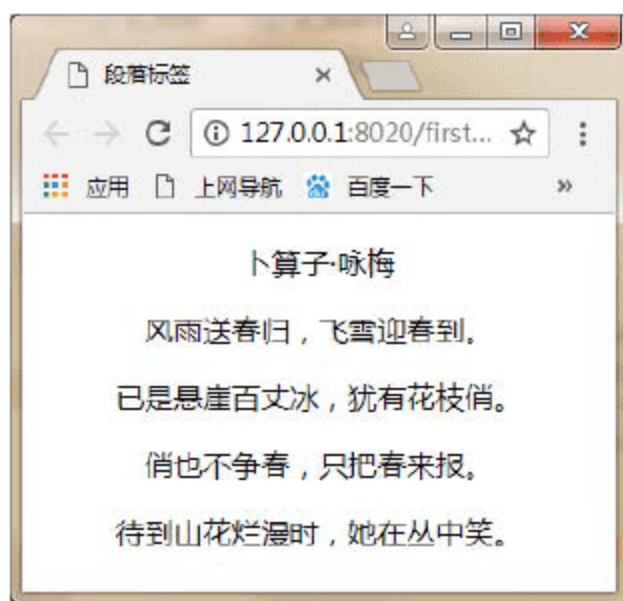 段落标签
127.0.0.1:8020/first...
应用 上网导航 百度一下 »
卜算子·咏梅
风雨送春归，飞雪迎春到。
已是悬崖百丈冰，犹有花枝俏。
俏也不争春，只把春来报。
待到山花烂漫时，她在丛中笑。